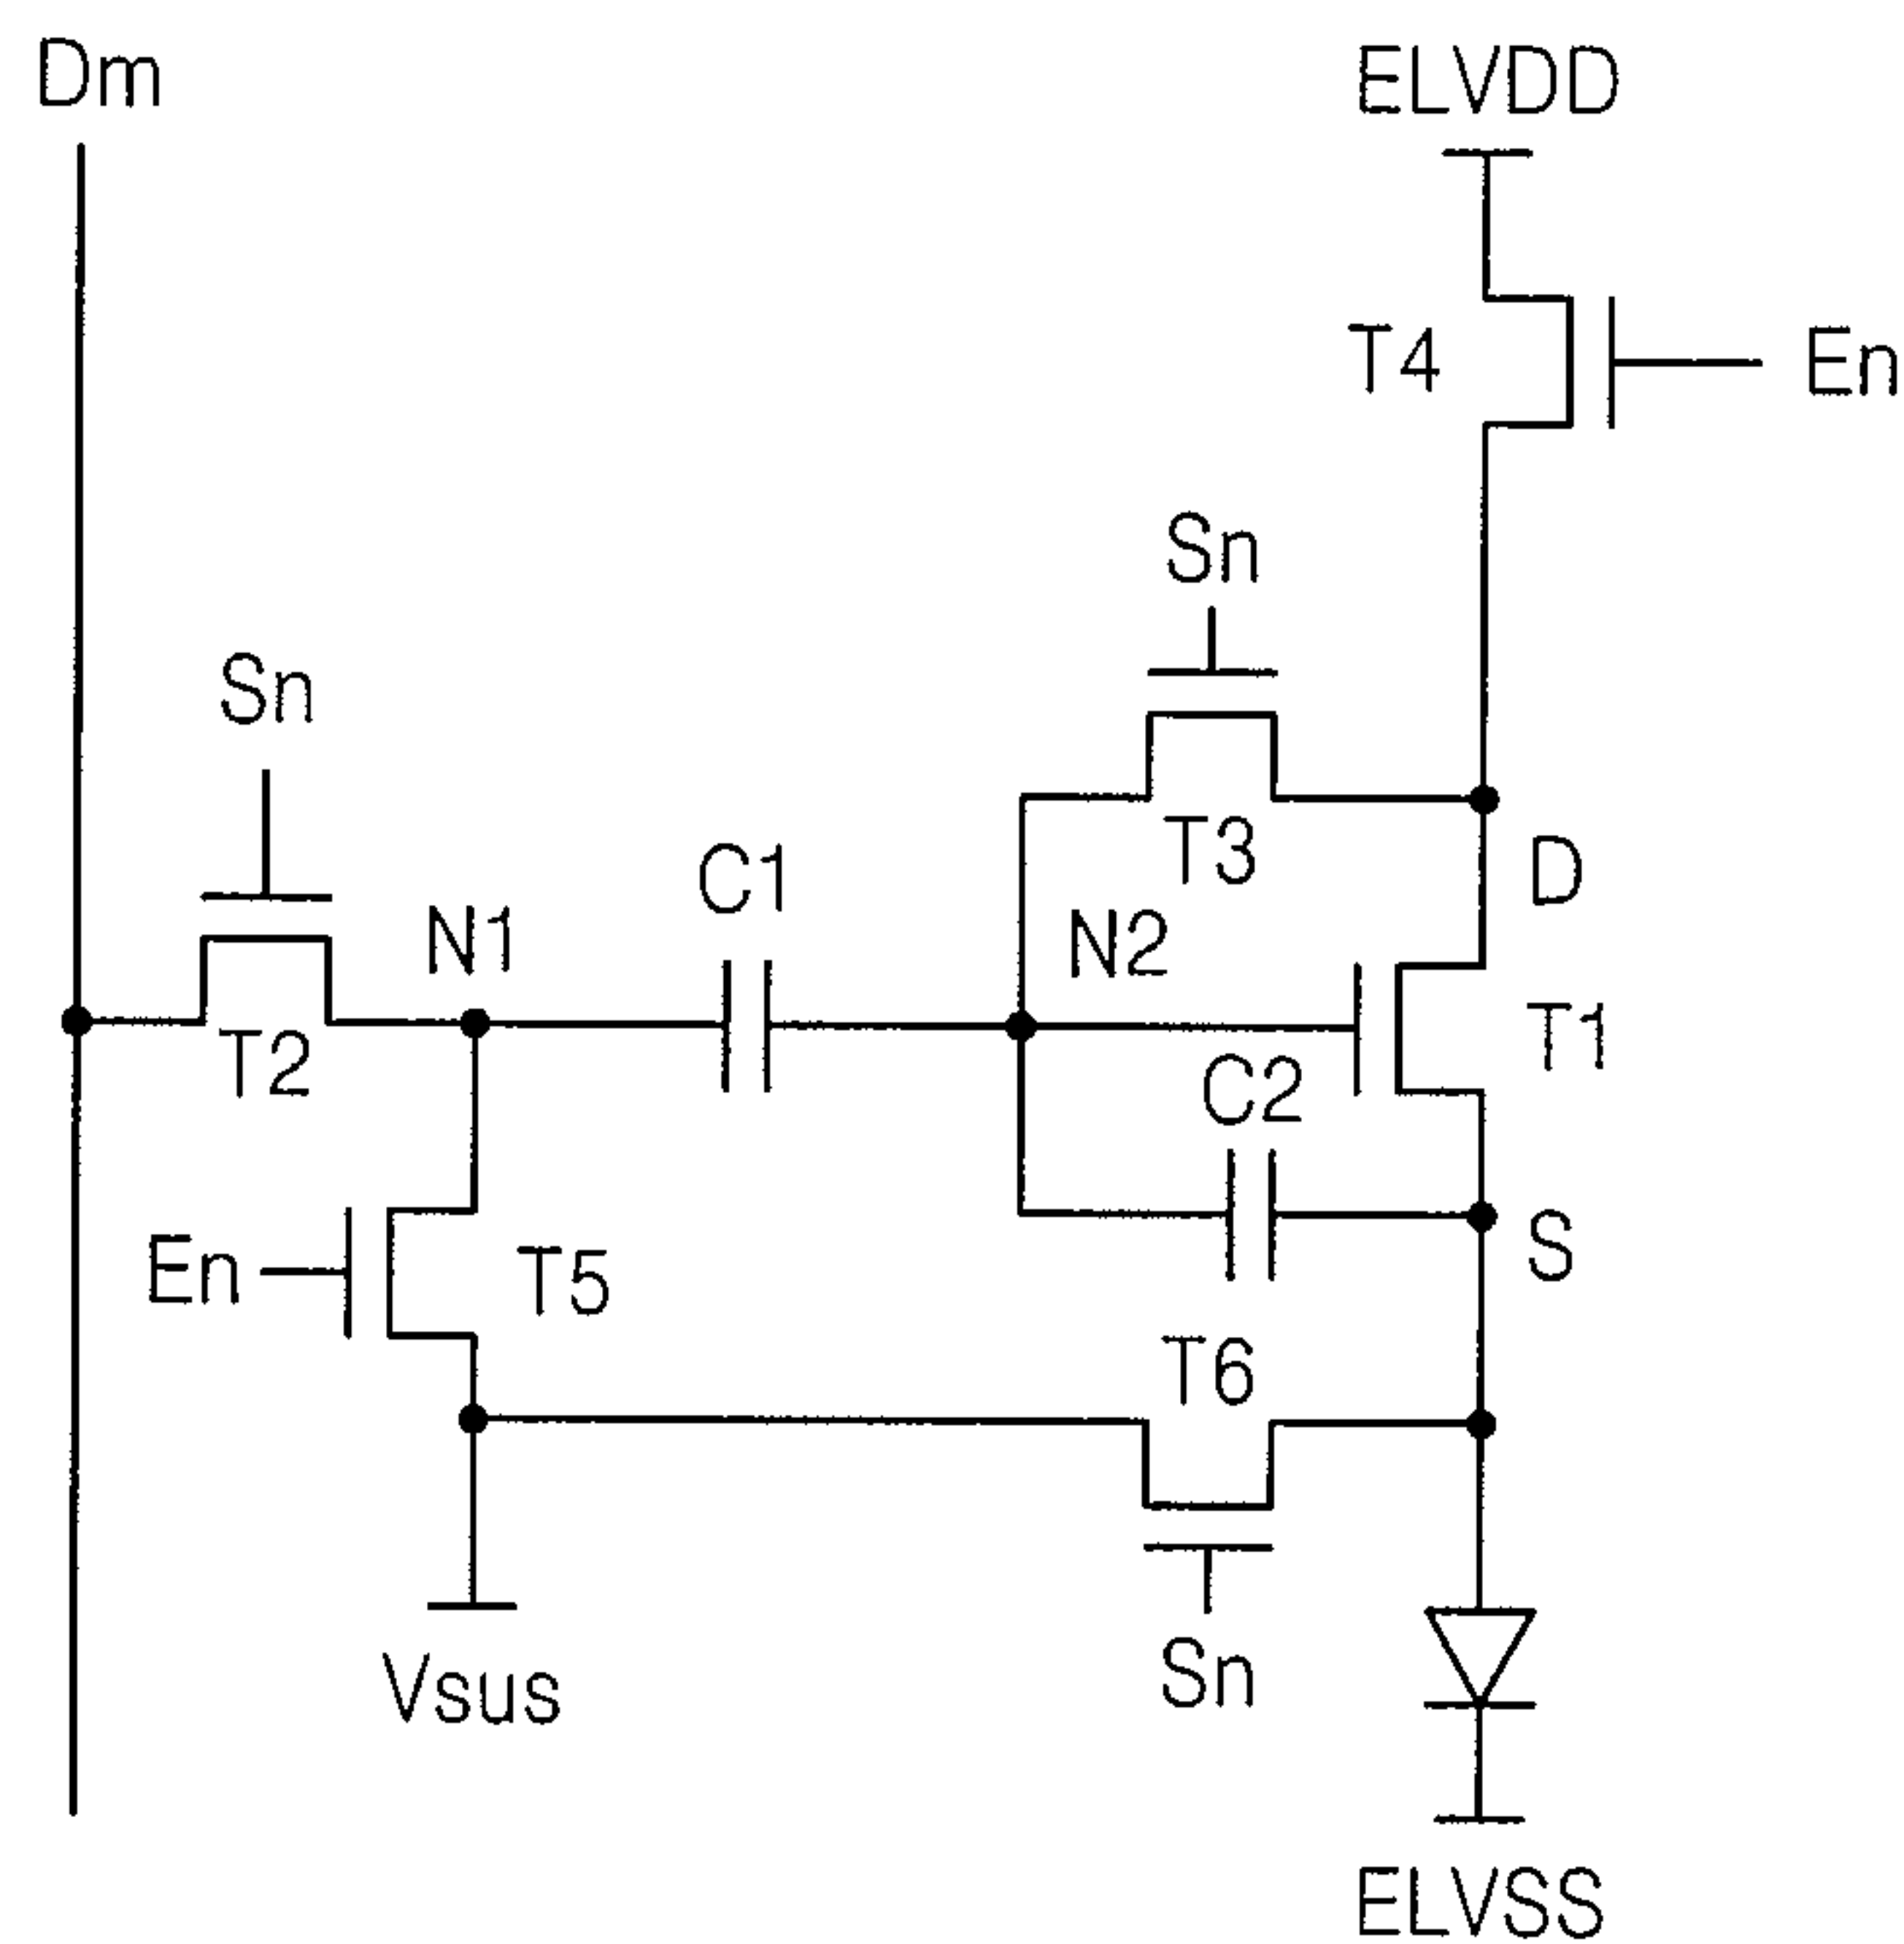 Dm
ELVDD
T4
En
Sn
Sn
T3
C1
D
N1
N2
T1
T2
C2
S
En
T5
T6
Vsus
Sn
ELVSS